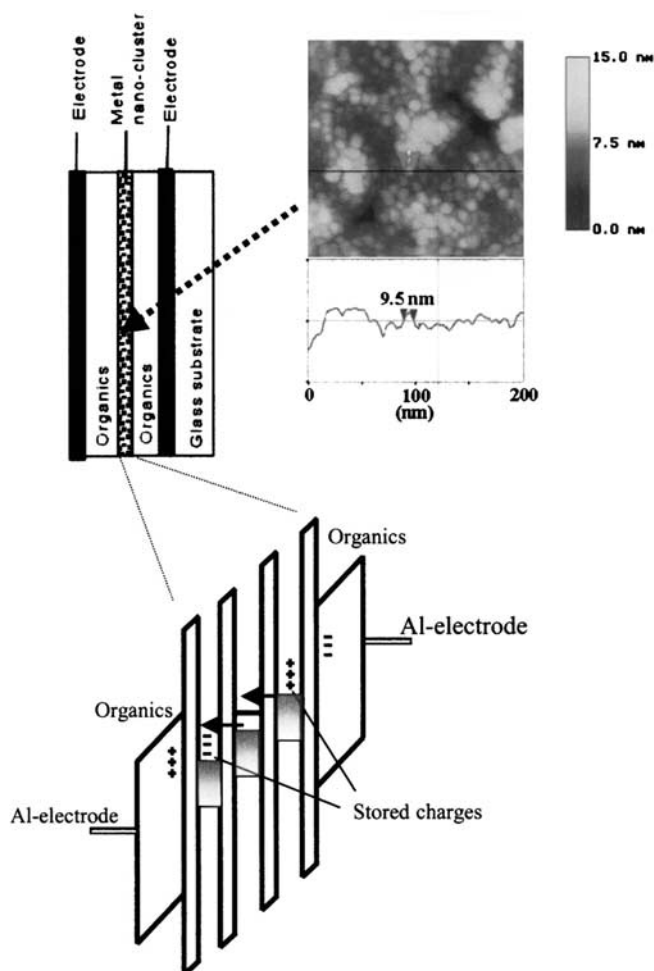 Electrode
Metal
nano-cluster
Electrode
Organics
Organics
Glass substrate
15.0 nm
7.5 nm
0.0 nm
9.5 nm
0
100
200
(nm)
Organics
Al-electrode
Organics
Al-electrode
Stored charges
+++
---
+++
---